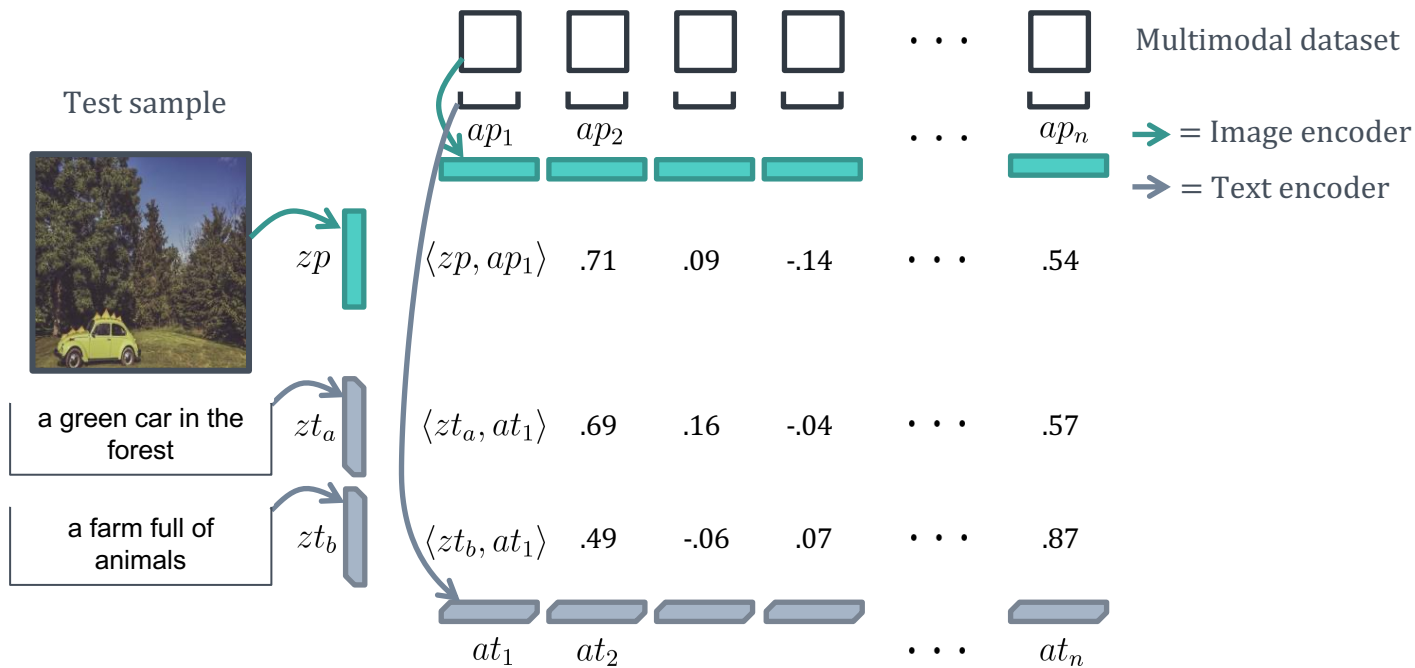 Multimodal dataset
Test sample
ap₁ ap₂ · · · apₙ
= Image encoder
= Text encoder
zp ⟨zp, ap₁⟩ .71 .09 -.14 · · · .54
a green car in the
forest
ztₐ ⟨ztₐ, at₁⟩ .69 .16 -.04 · · · .57
a farm full of
animals
zt_b ⟨zt_b, at₁⟩ .49 -.06 .07 · · · .87
at₁ at₂ · · · atₙ